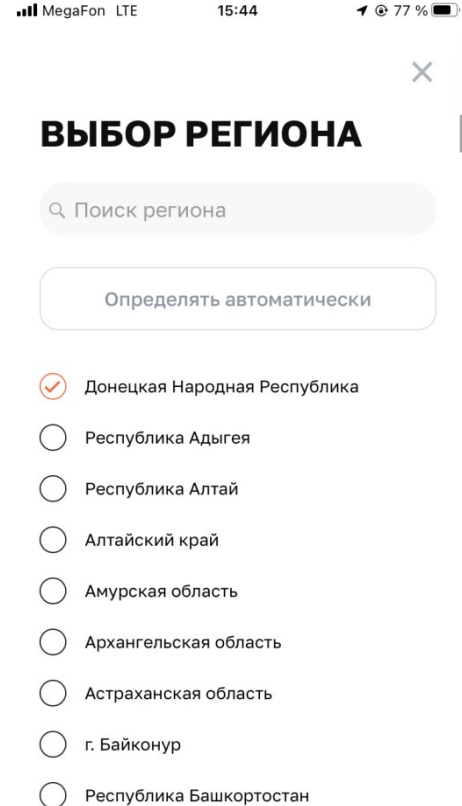 MegaFon LTE 15:44 77 %
ВЫБОР РЕГИОНА
Поиск региона
Определять автоматически
Донецкая Народная Республика
Республика Адыгея
Республика Алтай
Алтайский край
Амурская область
Архангельская область
Астраханская область
г. Байконур
Республика Башкортостан